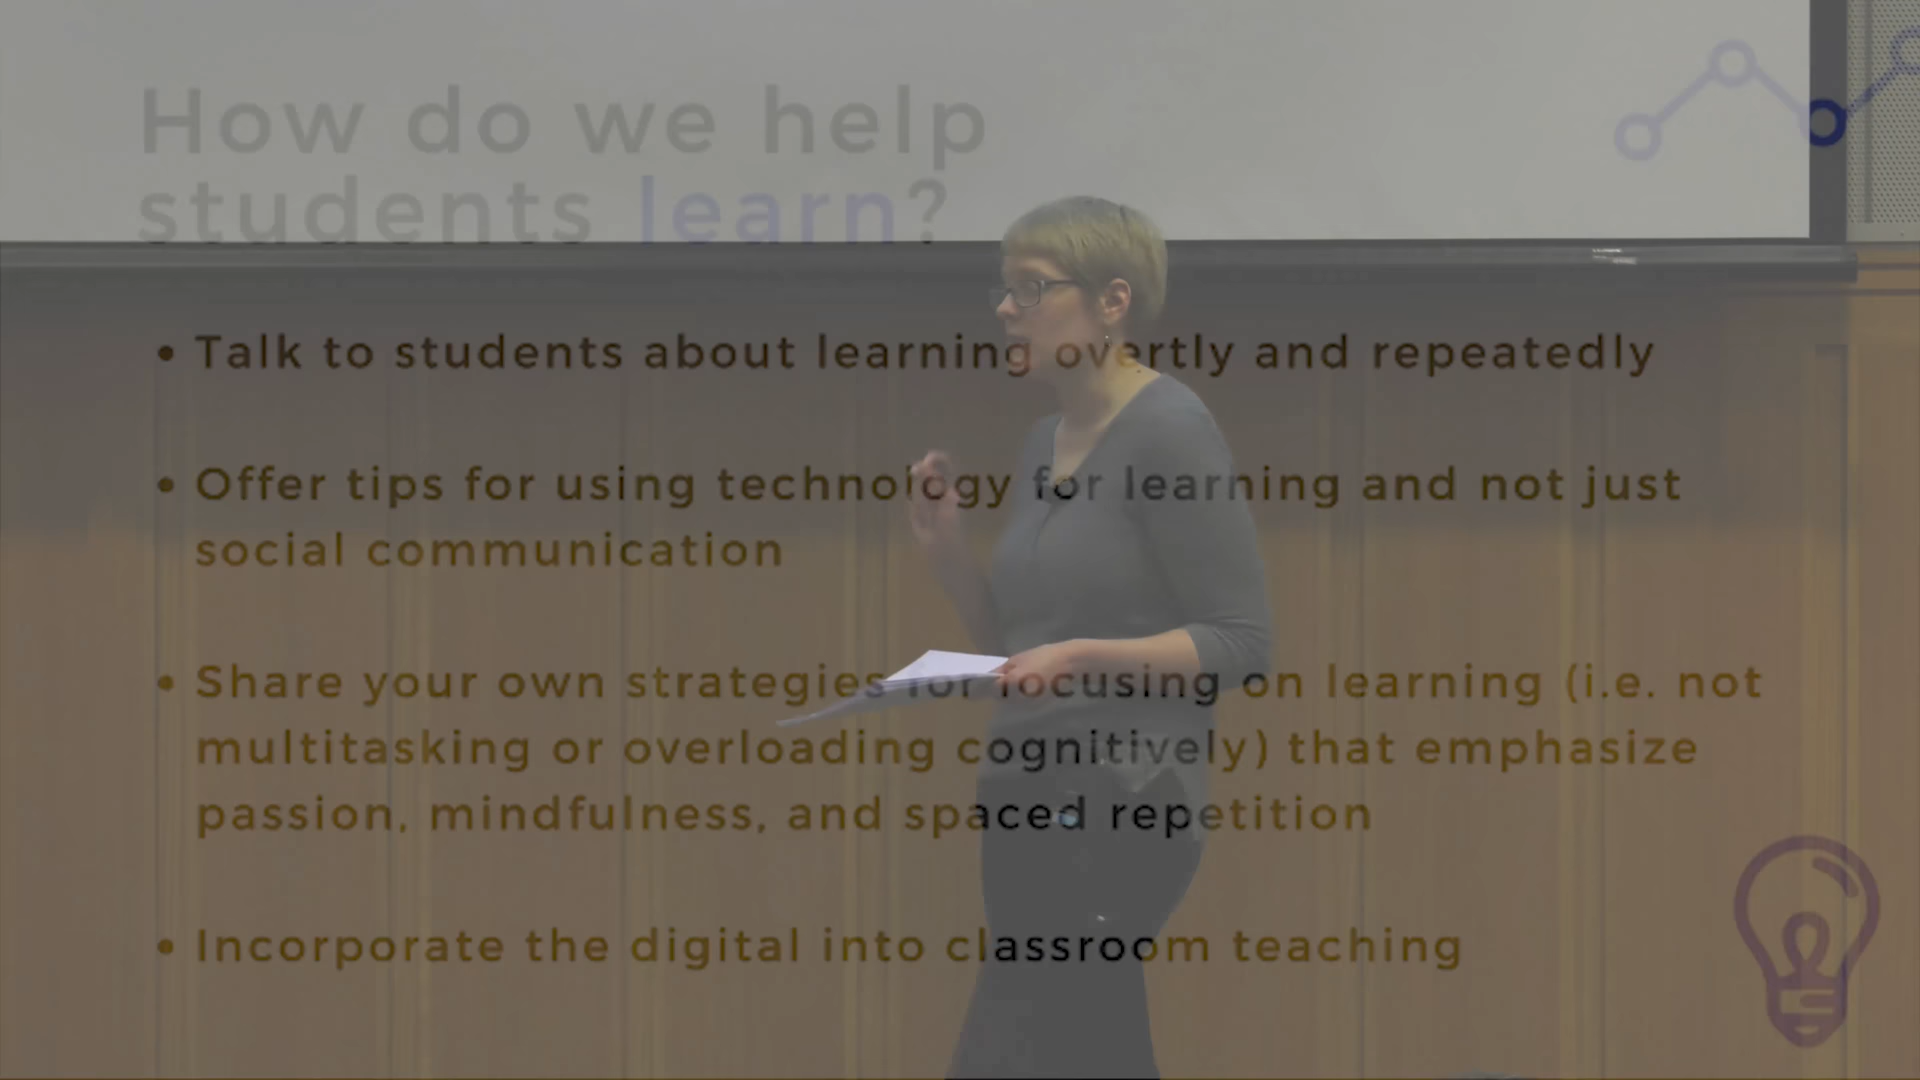 How do we help
students learn?
• Talk to students about learning overtly and repeatedly
• Offer tips for using technology for learning and not just
social communication
• Share your own strategies for focusing on learning (i.e. not
multitasking or overloading cognitively) that emphasize
passion, mindfulness, and spaced repetition
• Incorporate the digital into classroom teaching